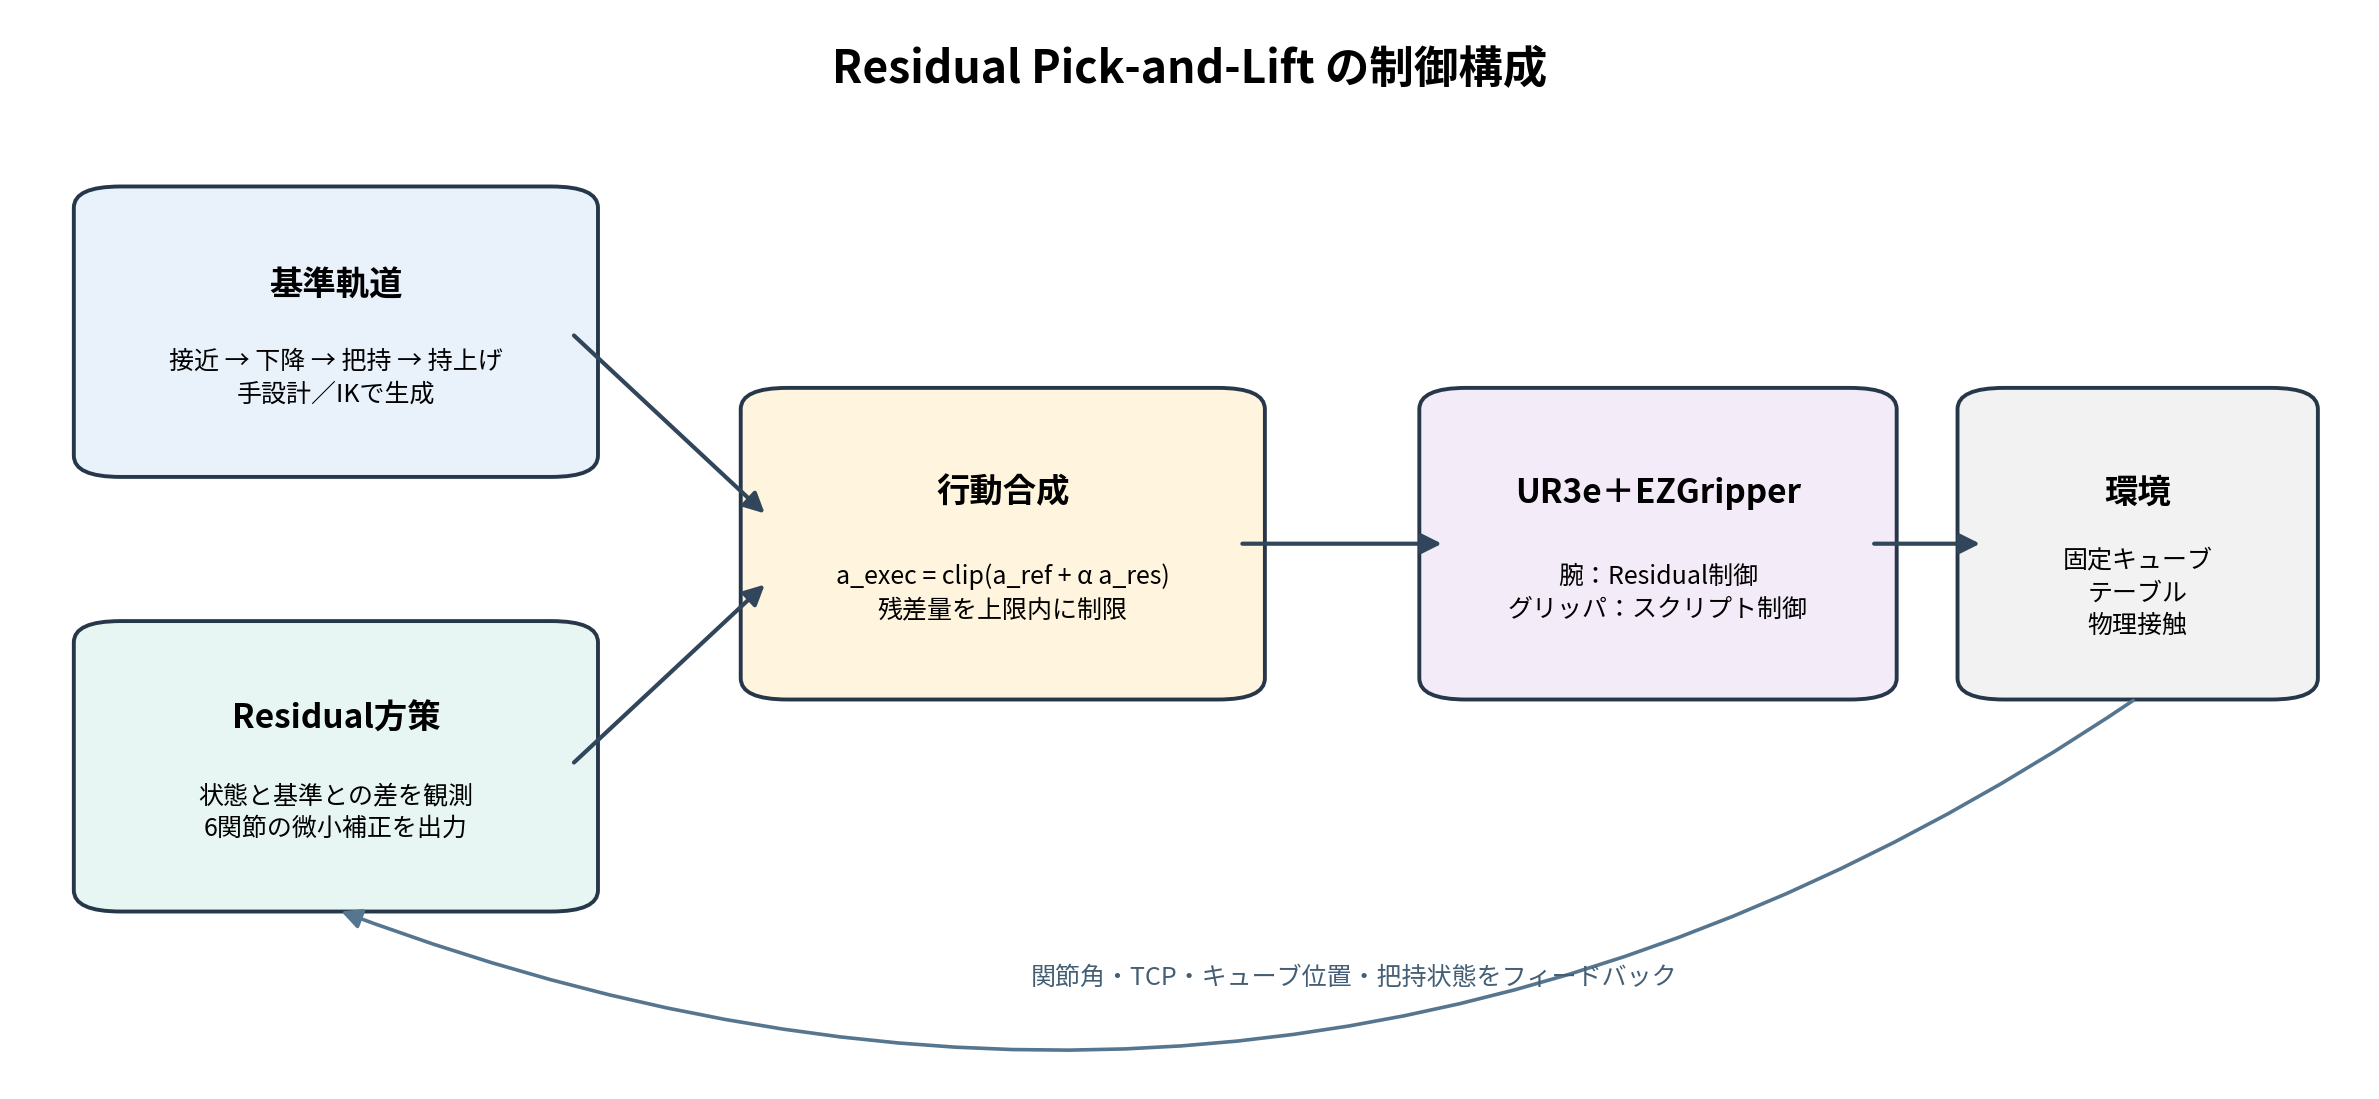 Residual Pick-and-Lift の制御構成
基準軌道
接近 → 下降 → 把持 → 持上げ
手設計／IKで生成
Residual方策
状態と基準との差を観測
6関節の微小補正を出力
行動合成
a_exec = clip(a_ref + α a_res)
残差量を上限内に制限
UR3e＋EZGripper
腕：Residual制御
グリッパ：スクリプト制御
環境
固定キューブ
テーブル
物理接触
関節角・TCP・キューブ位置・把持状態をフィードバック